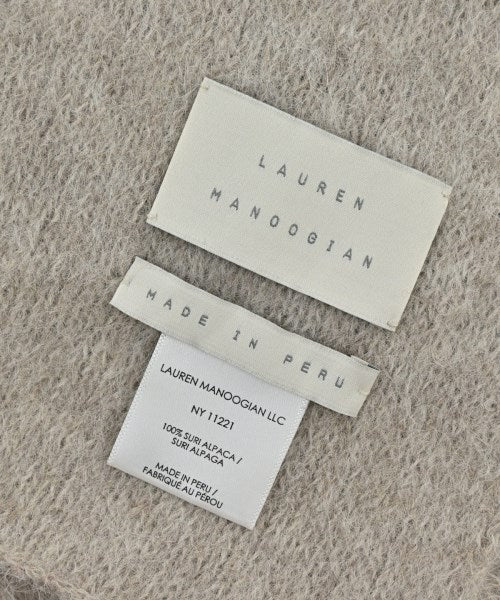 LAUREN
MANOOGIAN
MADE IN PERU
LAUREN MANOOGIAN LLC
NY 11221
100% SURI ALPACA /
SURI ALPAGA
MADE IN PERU /
FABRIQUÉ AU PÉROU